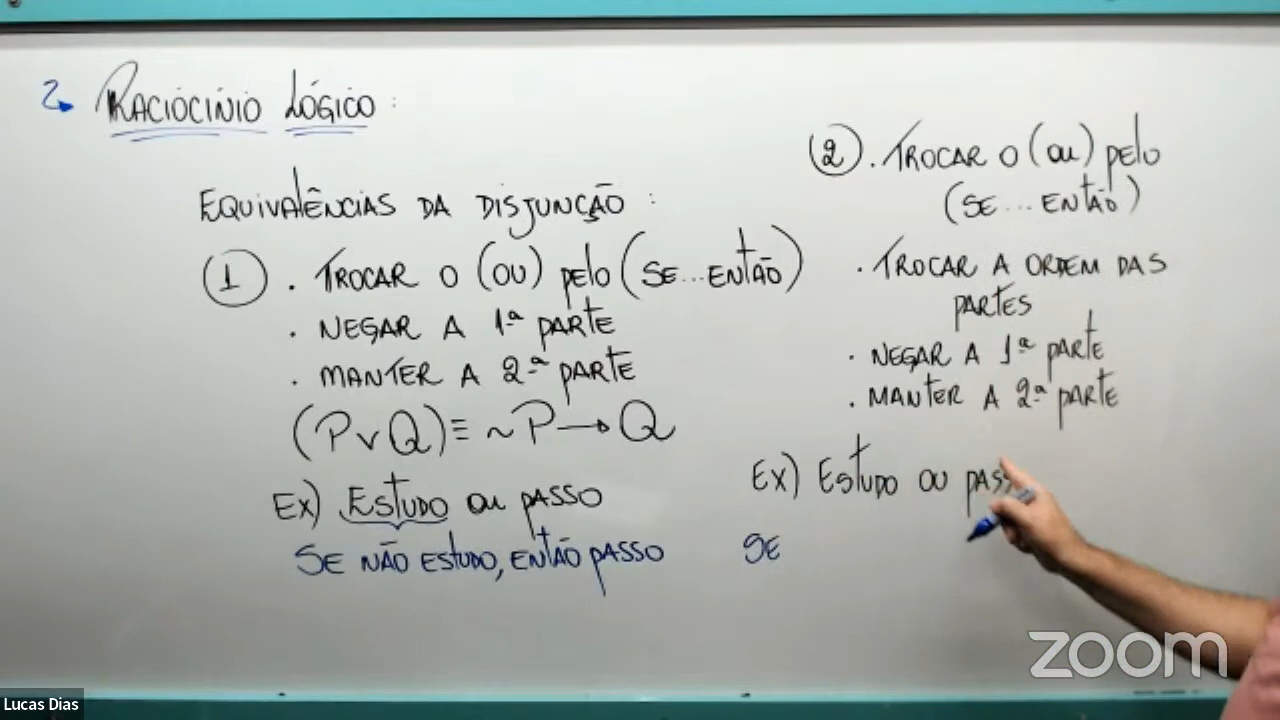 2. RACIOCÍNIO LÓGICO:
EQUIVALÊNCIAS DA DISJUNÇÃO:
1 . TROCAR O (OU) PELO (SE...ENTÃO)
. NEGAR A 1ª PARTE
. MANTER A 2ª PARTE
(P v Q) ≡ ~P → Q
EX) ESTUDO OU PASSO
SE NÃO ESTUDO, ENTÃO PASSO
2 . TROCAR O (OU) PELO
(SE...ENTÃO)
. TROCAR A ORDEM DAS
PARTES
. NEGAR A 1ª PARTE
. MANTER A 2ª PARTE
EX) ESTUDO OU
SE
zoom
Lucas Dias